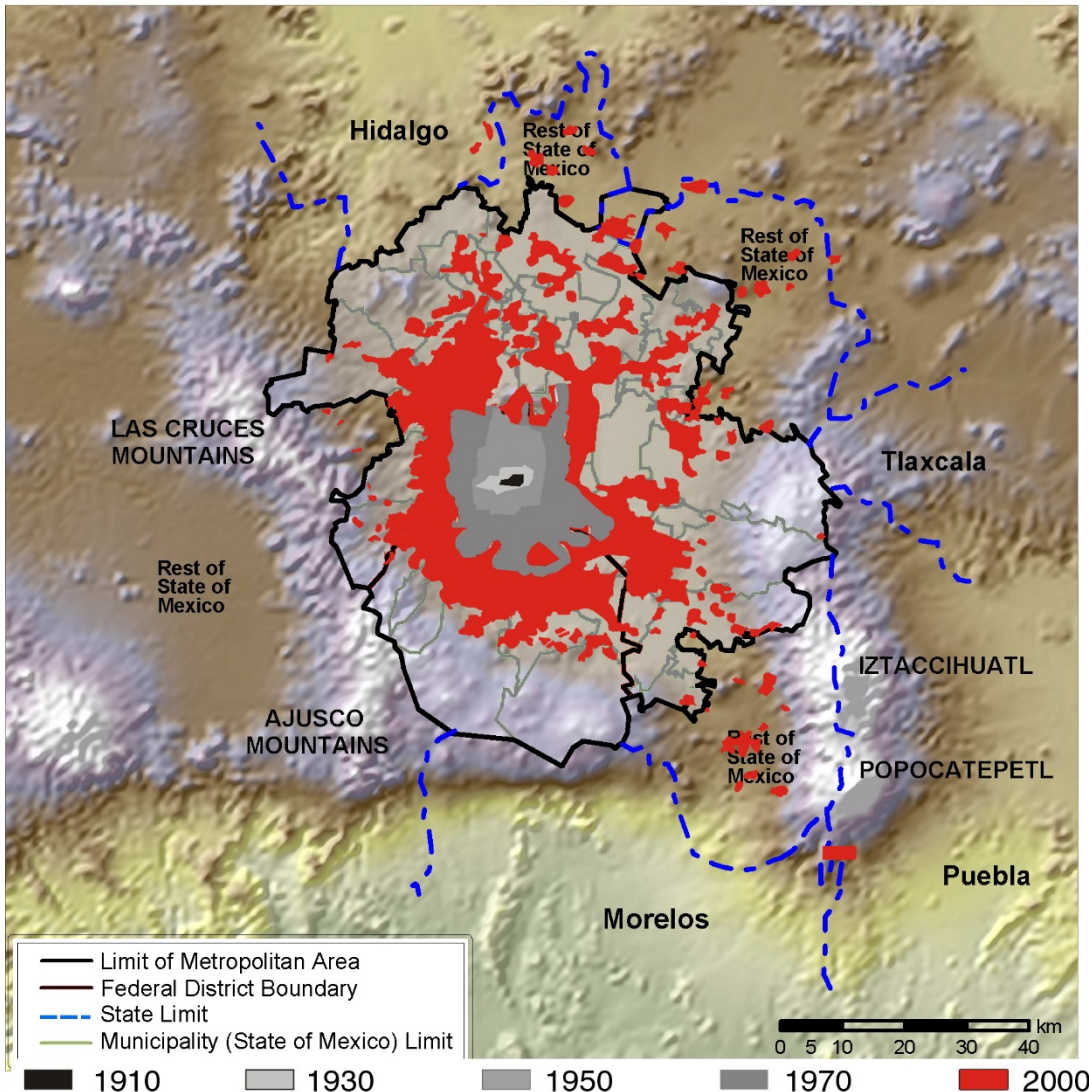 Hidalgo
Rest of
State of
Mexico
Rest of
State of
Mexico
LAS CRUCES
MOUNTAINS
Tlaxcala
Rest of
State of
Mexico
IZTACCIHUATL
AJUSCO
MOUNTAINS
Rest of
State of
Mexico
POPOCATEPETL
Puebla
Morelos
Limit of Metropolitan Area
Federal District Boundary
State Limit
Municipality (State of Mexico) Limit
km
0 5 10 20 30 40
1910 1930 1950 1970 2000